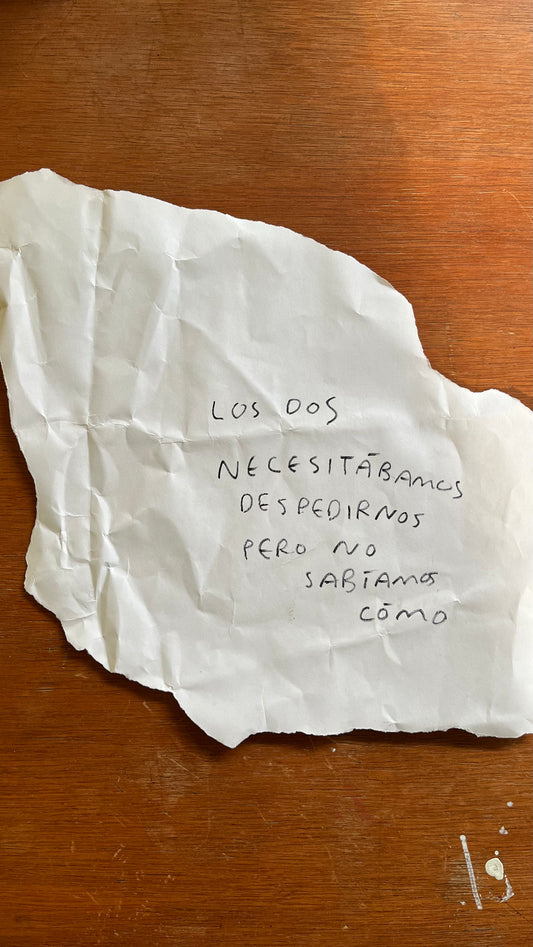 LOS DOS
NECESITÁBAMOS
DESPEDIRNOS
PERO NO
SABÍAMOS
CÓMO